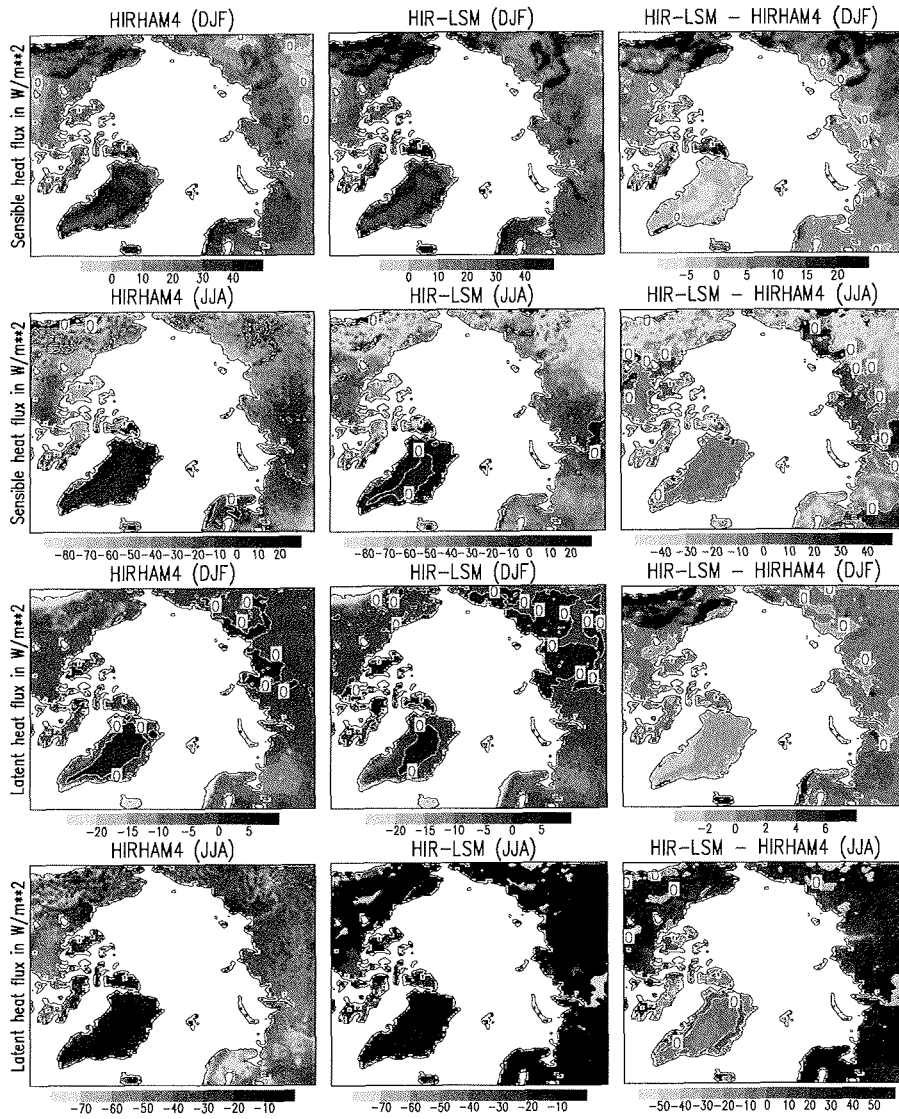 HIRHAM4 (DJF) HIR-LSM (DJF) HIR-LSM - HIRHAM4 (DJF)
Sensible heat flux in W/m**2
0 10 20 30 40
0 10 20 30 40
-5 0 5 10 15 20
HIRHAM4 (JJA) HIR-LSM (JJA) HIR-LSM - HIRHAM4 (JJA)
Sensible heat flux in W/m**2
-80-70-60-50-40-30-20-10 0 10 20
-80-70-60-50-40-30-20-10 0 10 20
-40-30-20-10 0 10 20 30 40
HIRHAM4 (DJF) HIR-LSM (DJF) HIR-LSM - HIRHAM4 (DJF)
Latent heat flux in W/m**2
-20 -15 -10 -5 0 5
-20 -15 -10 -5 0 5
-2 0 2 4 6
HIRHAM4 (JJA) HIR-LSM (JJA) HIR-LSM - HIRHAM4 (JJA)
Latent heat flux in W/m**2
-70 -60 -50 -40 -30 -20 -10
-70 -60 -50 -40 -30 -20 -10
-50-40-30-20-10 0 10 20 30 40 50